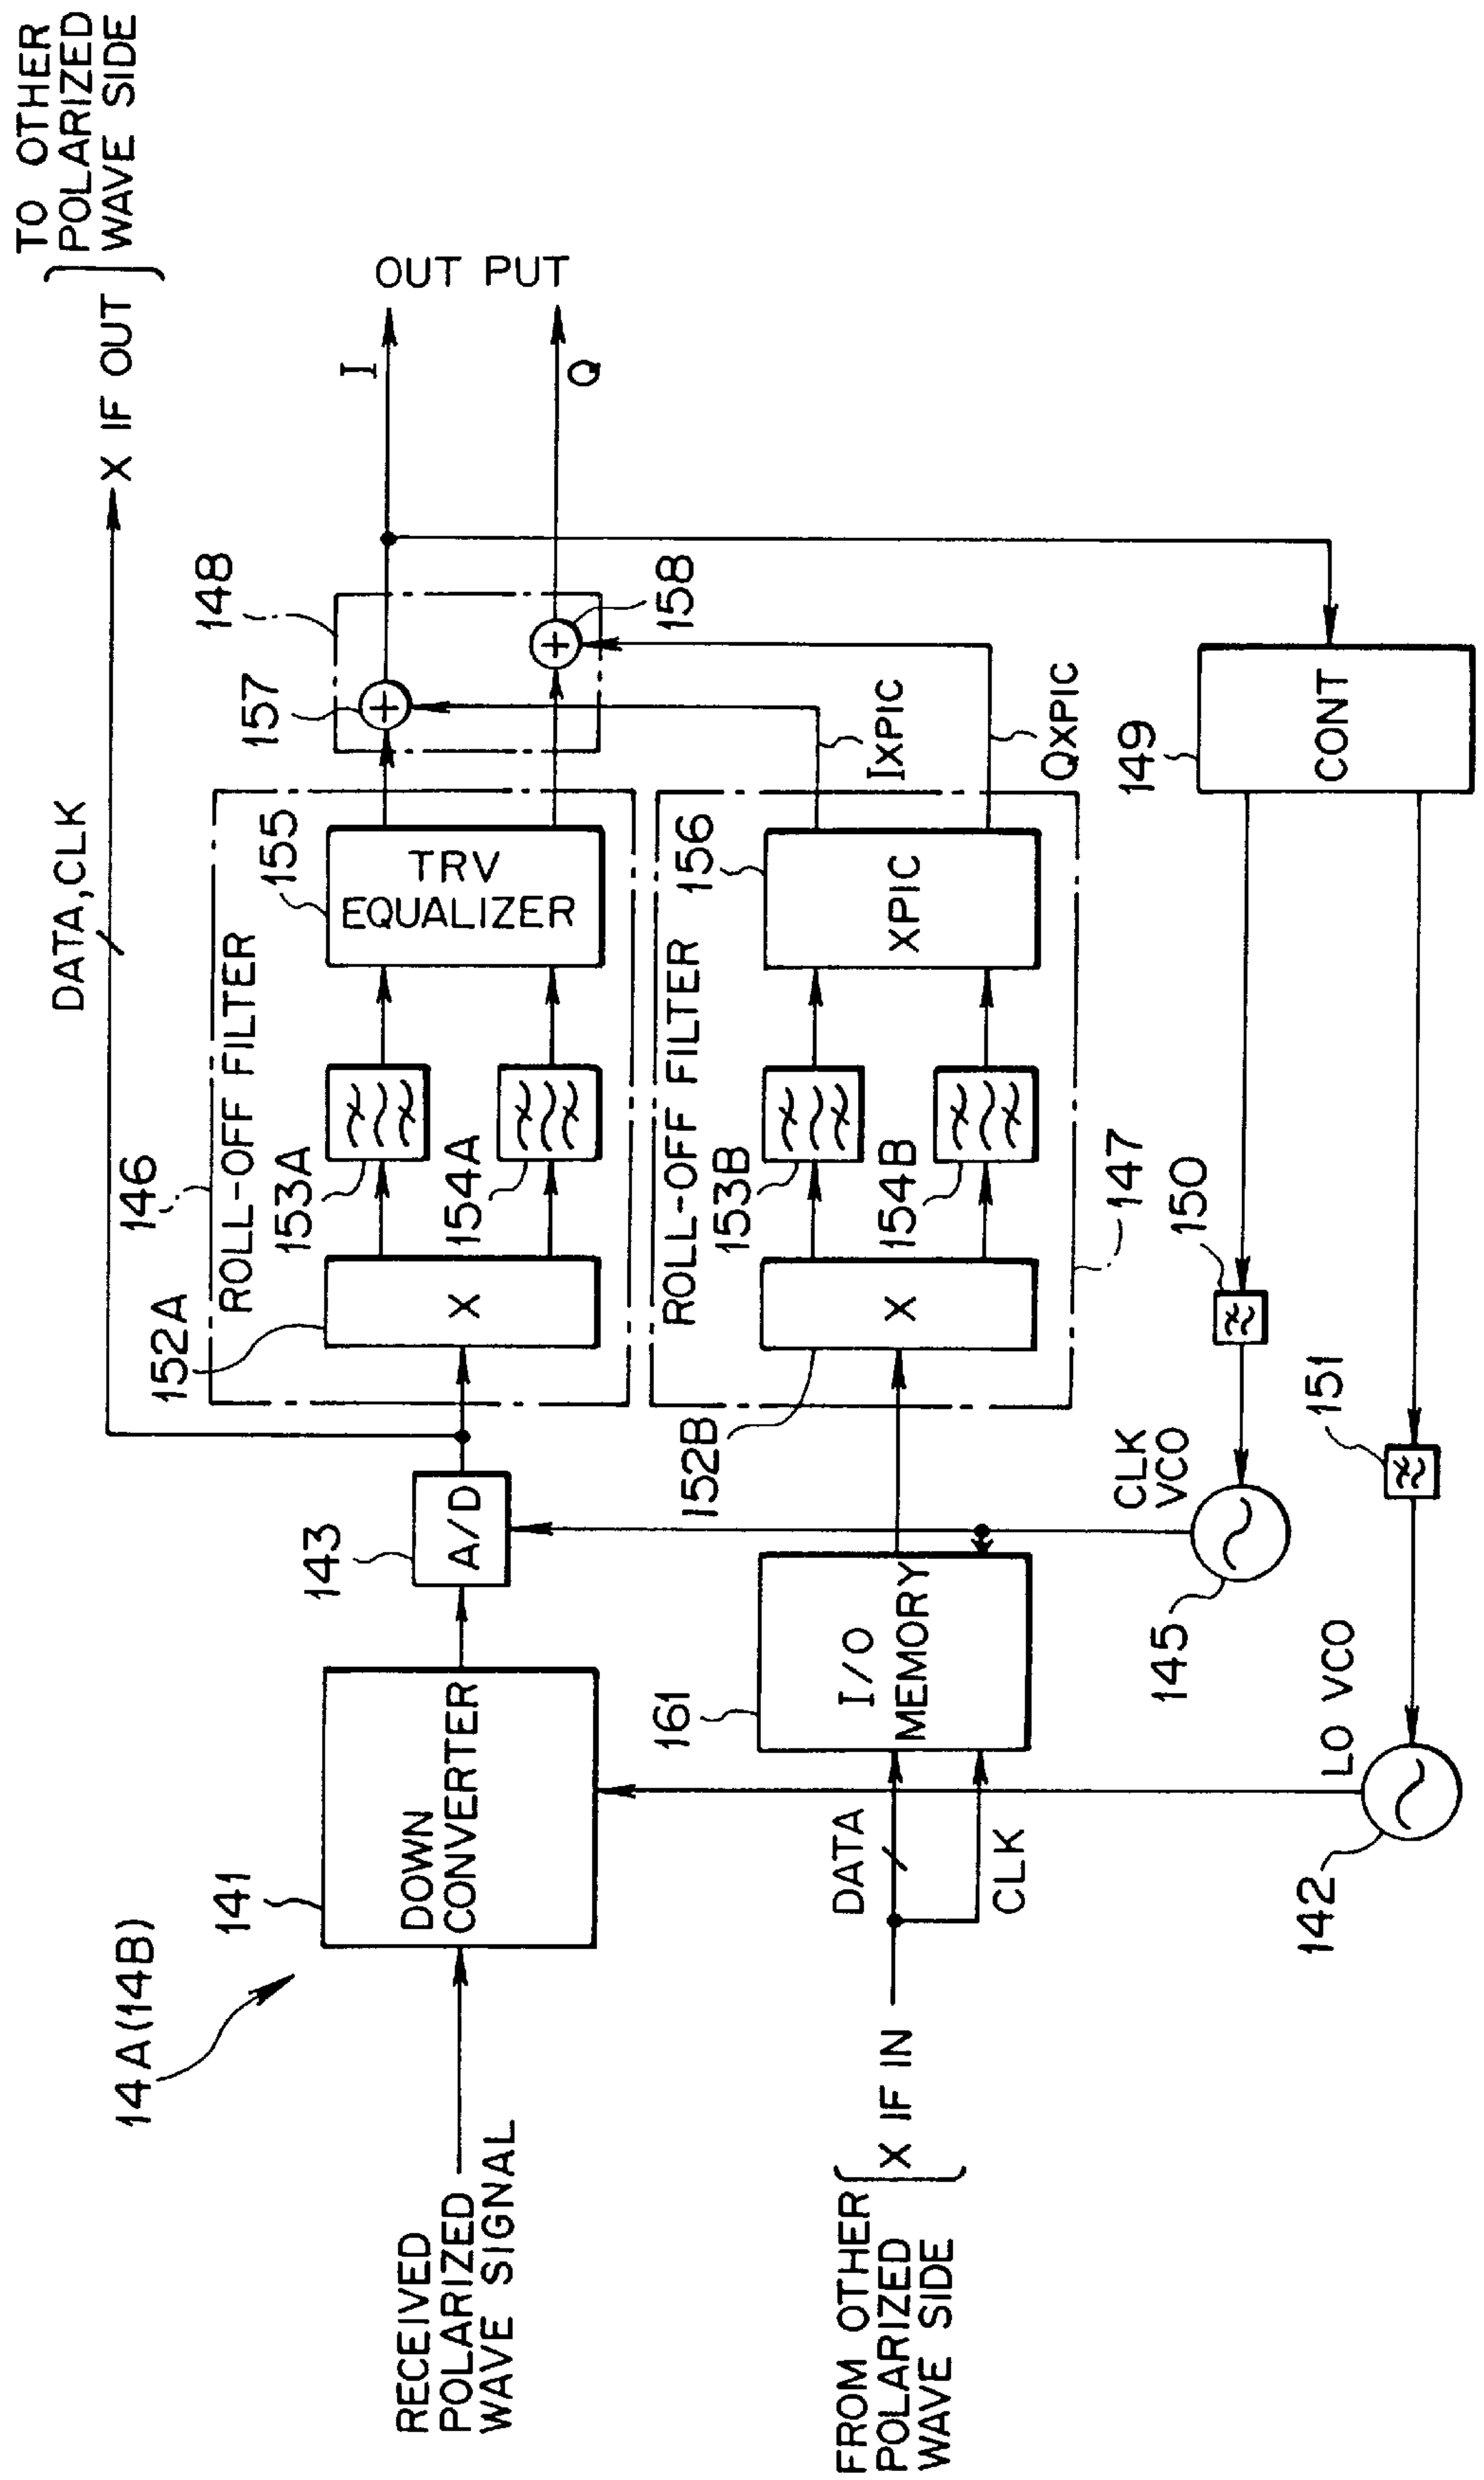 14A(14B)
RECEIVED
POLARIZED
WAVE SIGNAL
141
DOWN
CONVERTER
143
A/D
DATA,CLK
X IF OUT
TO OTHER
POLARIZED
WAVE SIDE
146
ROLL-OFF FILTER
152A
X
153A
154A
155
TRV
EQUALIZER
148
157
+
158
+
I
Q
OUT PUT
FROM OTHER
POLARIZED
WAVE SIDE
X IF IN
DATA
CLK
161
I/O
MEMORY
152B
X
ROLL-OFF FILTER
153B
154B
147
156
XPIC
IXPIC
QXPIC
149
CONT
150
CLK
VCO
145
151
LO VCO
142